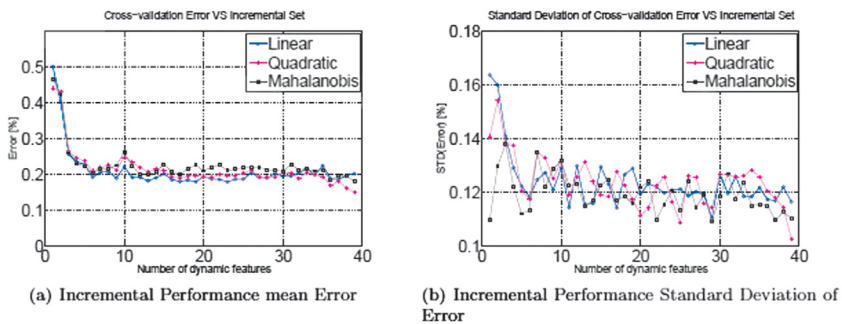 Cross-validation Error VS Incremental Set
Linear
Quadratic
Mahalanobis
Error [%]
0.5
0.4
0.3
0.2
0.1
0
0 10 20 30 40
Number of dynamic features
(a) Incremental Performance mean Error
Standard Deviation of Cross-validation Error VS Incremental Set
Linear
Quadratic
Mahalanobis
STD(Error) [%]
0.18
0.16
0.14
0.12
0.1
0 10 20 30 40
Number of dynamic features
(b) Incremental Performance Standard Deviation of
Error